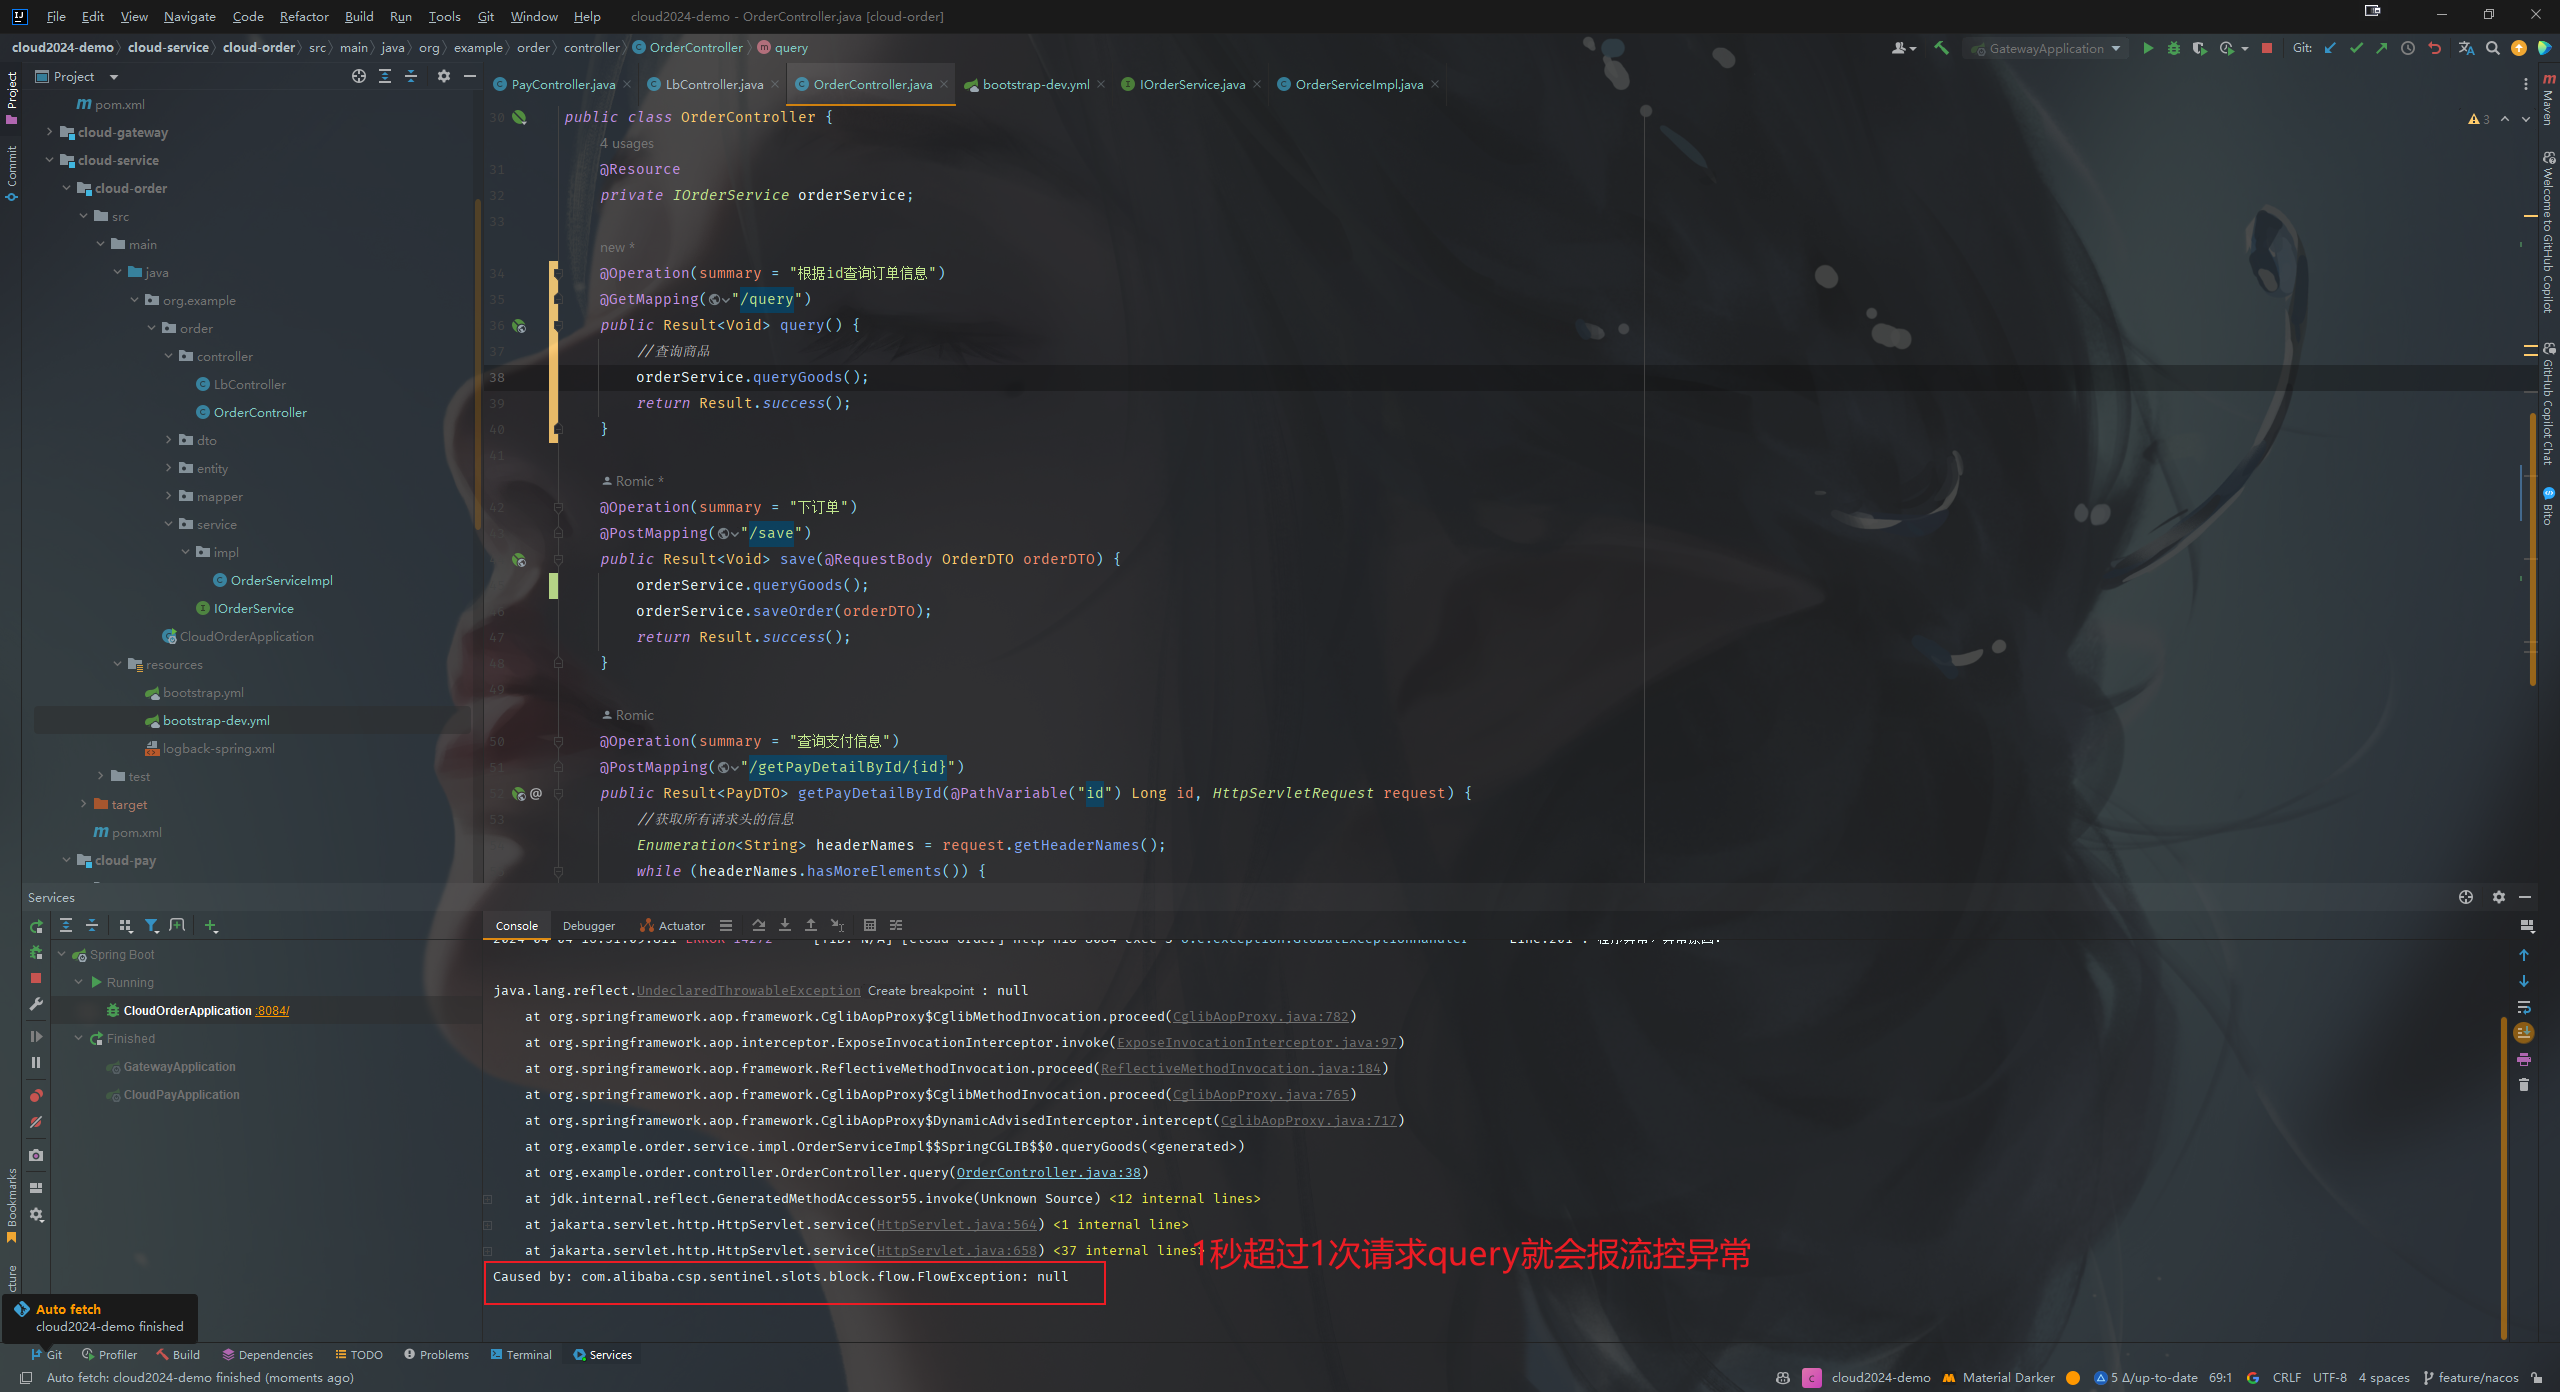 File Edit View Navigate Code Refactor Build Run Tools Git Window Help cloud2024-demo - OrderController.java [cloud-order]
cloud2024-demo cloud-service cloud-order src main java org example order controller OrderController query
GatewayApplication Git:
Project
PayController.java LbController.java OrderController.java bootstrap-dev.yml IOrderService.java OrderServiceImpl.java
pom.xml
cloud-gateway
cloud-service
cloud-order
src
main
java
org.example
order
controller
LbController
OrderController
dto
entity
mapper
service
impl
OrderServiceImpl
IOrderService
CloudOrderApplication
resources
bootstrap.yml
bootstrap-dev.yml
logback-spring.xml
test
target
pom.xml
cloud-pay
30 public class OrderController {
4 usages
31 @Resource
32 private IOrderService orderService;
33
new *
34 @Operation(summary = "根据id查询订单信息")
35 @GetMapping("/query")
36 public Result<Void> query() {
37 //查询商品
38 orderService.queryGoods();
39 return Result.success();
40 }
41
Romic *
42 @Operation(summary = "下订单")
@PostMapping("/save")
public Result<Void> save(@RequestBody OrderDTO orderDTO) {
orderService.queryGoods();
orderService.saveOrder(orderDTO);
47 return Result.success();
48 }
49
Romic
50 @Operation(summary = "查询支付信息")
51 @PostMapping("/getPayDetailById/{id}")
52 public Result<PayDTO> getPayDetailById(@PathVariable("id") Long id, HttpServletRequest request) {
53 //获取所有请求头的信息
Enumeration<String> headerNames = request.getHeaderNames();
while (headerNames.hasMoreElements()) {
3
Project
Commit
Bookmarks
Maven
Welcome to GitHub Copilot
GitHub Copilot Chat
Bito
Services
Console Debugger Actuator
Spring Boot
Running
CloudOrderApplication :8084/
Finished
GatewayApplication
CloudPayApplication
java.lang.reflect.UndeclaredThrowableException Create breakpoint : null
at org.springframework.aop.framework.CglibAopProxy$CglibMethodInvocation.proceed(CglibAopProxy.java:782)
at org.springframework.aop.interceptor.ExposeInvocationInterceptor.invoke(ExposeInvocationInterceptor.java:97)
at org.springframework.aop.framework.ReflectiveMethodInvocation.proceed(ReflectiveMethodInvocation.java:184)
at org.springframework.aop.framework.CglibAopProxy$CglibMethodInvocation.proceed(CglibAopProxy.java:765)
at org.springframework.aop.framework.CglibAopProxy$DynamicAdvisedInterceptor.intercept(CglibAopProxy.java:717)
at org.example.order.service.impl.OrderServiceImpl$$SpringCGLIB$$0.queryGoods(<generated>)
at org.example.order.controller.OrderController.query(OrderController.java:38)
at jdk.internal.reflect.GeneratedMethodAccessor55.invoke(Unknown Source) <12 internal lines>
at jakarta.servlet.http.HttpServlet.service(HttpServlet.java:564) <1 internal line>
at jakarta.servlet.http.HttpServlet.service(HttpServlet.java:658) <37 internal lines>
1秒超过1次请求query就会报流控异常
Caused by: com.alibaba.csp.sentinel.slots.block.flow.FlowException: null
Auto fetch
cloud2024-demo finished
Git Profiler Build Dependencies TODO Problems Terminal Services
Auto fetch: cloud2024-demo finished (moments ago)
cloud2024-demo Material Darker 5 Δ/up-to-date 69:1 CRLF UTF-8 4 spaces feature/nacos